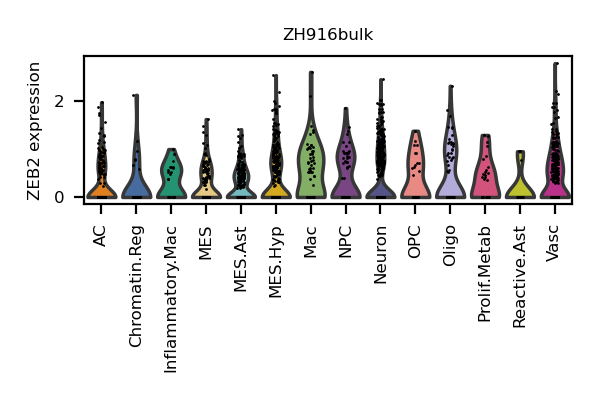 ZH916bulk
ZEB2 expression
2
0
AC
Chromatin.Reg
Inflammatory.Mac
MES
MES.Ast
MES.Hyp
Mac
NPC
Neuron
OPC
Oligo
Prolif.Metab
Reactive.Ast
Vasc